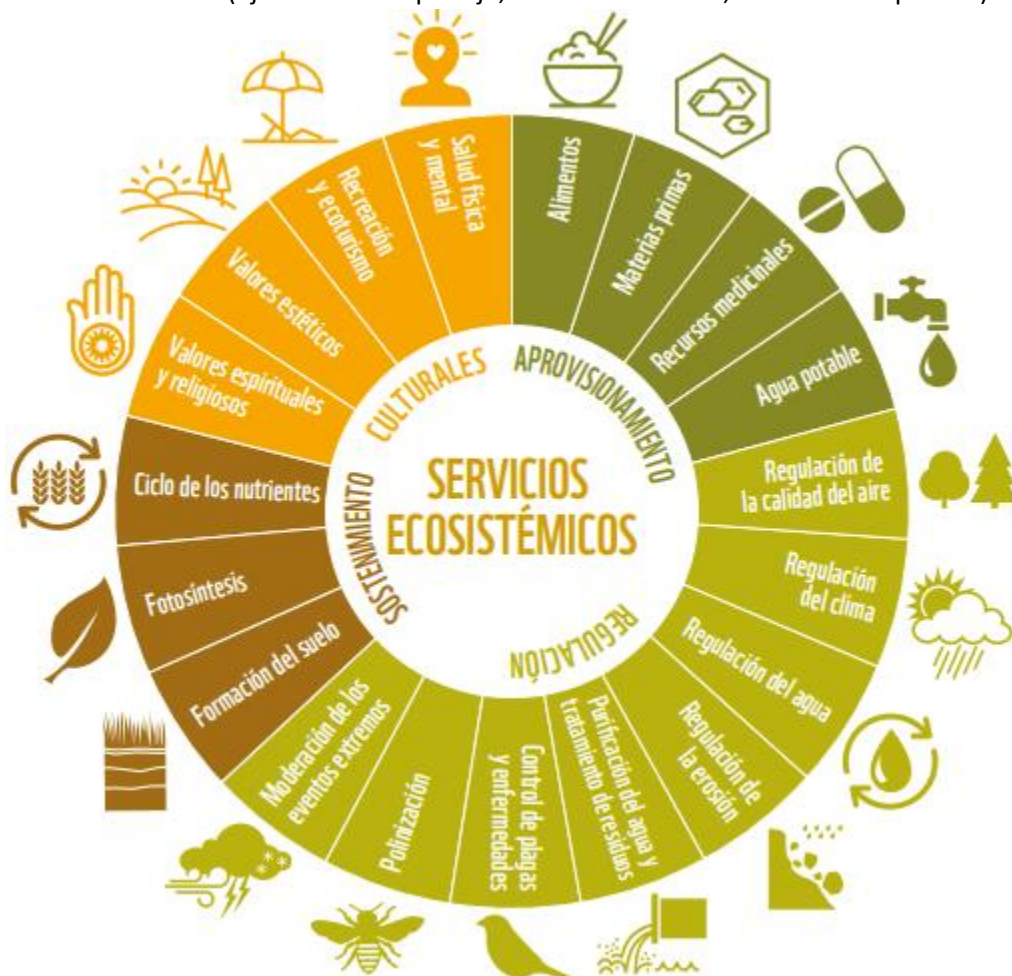 SERVICIOS
ECOSISTÉMICOS
APROVISIONAMIENTO
Alimentos
Materias primas
Recursos medicinales
Agua potable
REGULACIÓN
Regulación de
la calidad del aire
Regulación
del clima
Regulación del agua
Regulación de
la erosión
Purificación del agua y
tratamiento de residuos
Control de plagas
y enfermedades
Polinización
Moderación de los
eventos extremos
SOSTENIMIENTO
Formación del suelo
Fotosíntesis
Ciclo de los nutrientes
CULTURALES
Valores espirituales
y religiosos
Valores estéticos
Recreación
y ecoturismo
Salud física
y mental